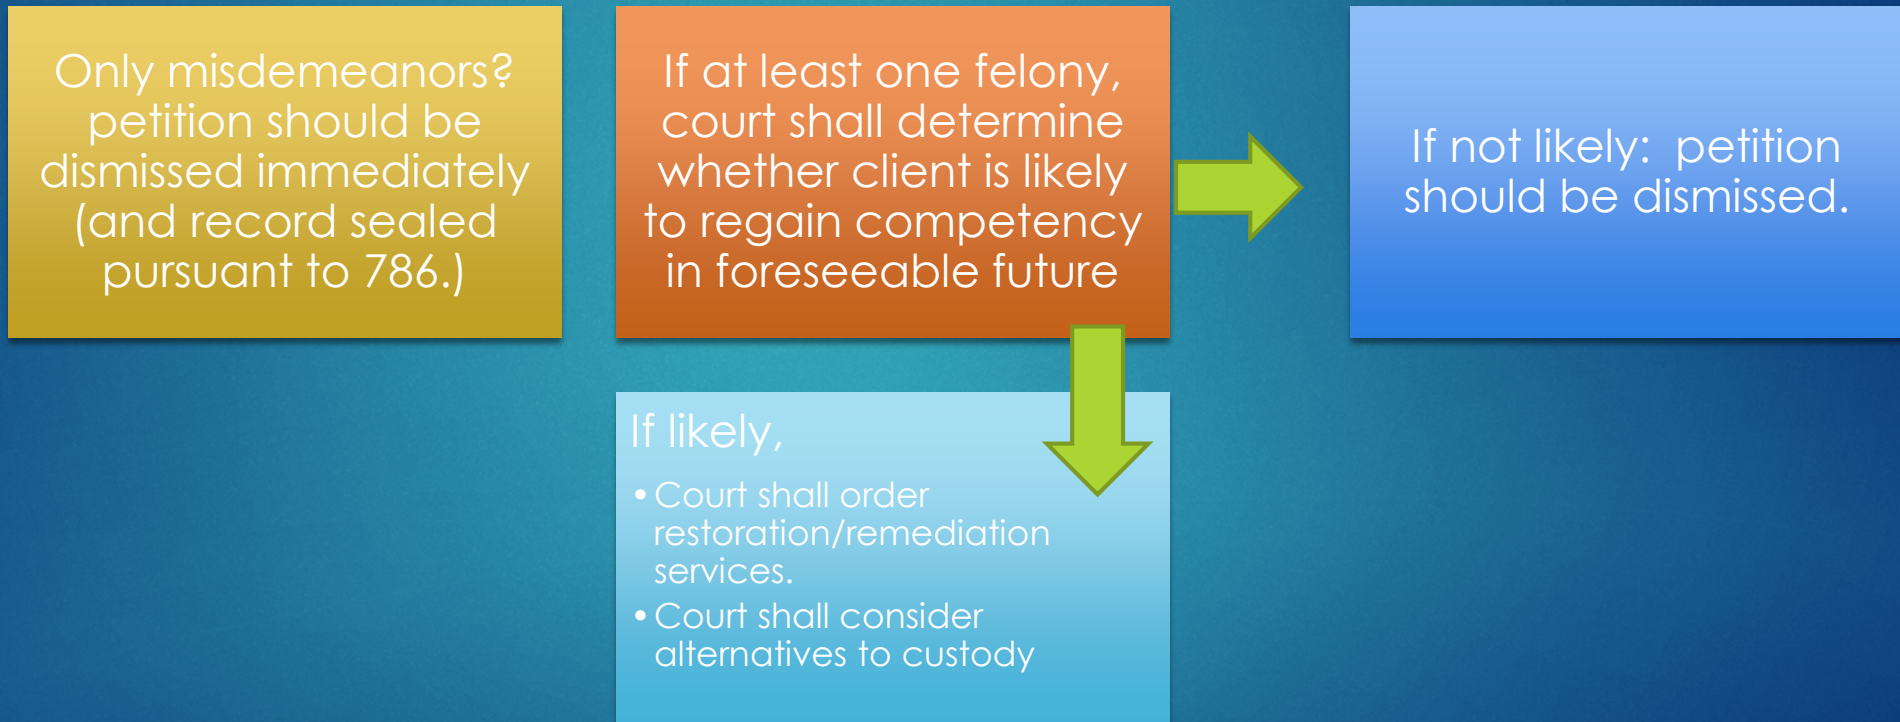 Only misdemeanors?
petition should be
dismissed immediately
(and record sealed
pursuant to 786.)
If at least one felony,
court shall determine
whether client is likely
to regain competency
in foreseeable future
If not likely:  petition
should be dismissed.
If likely,
•Court shall order
restoration/remediation
services.
•Court shall consider
alternatives to custody